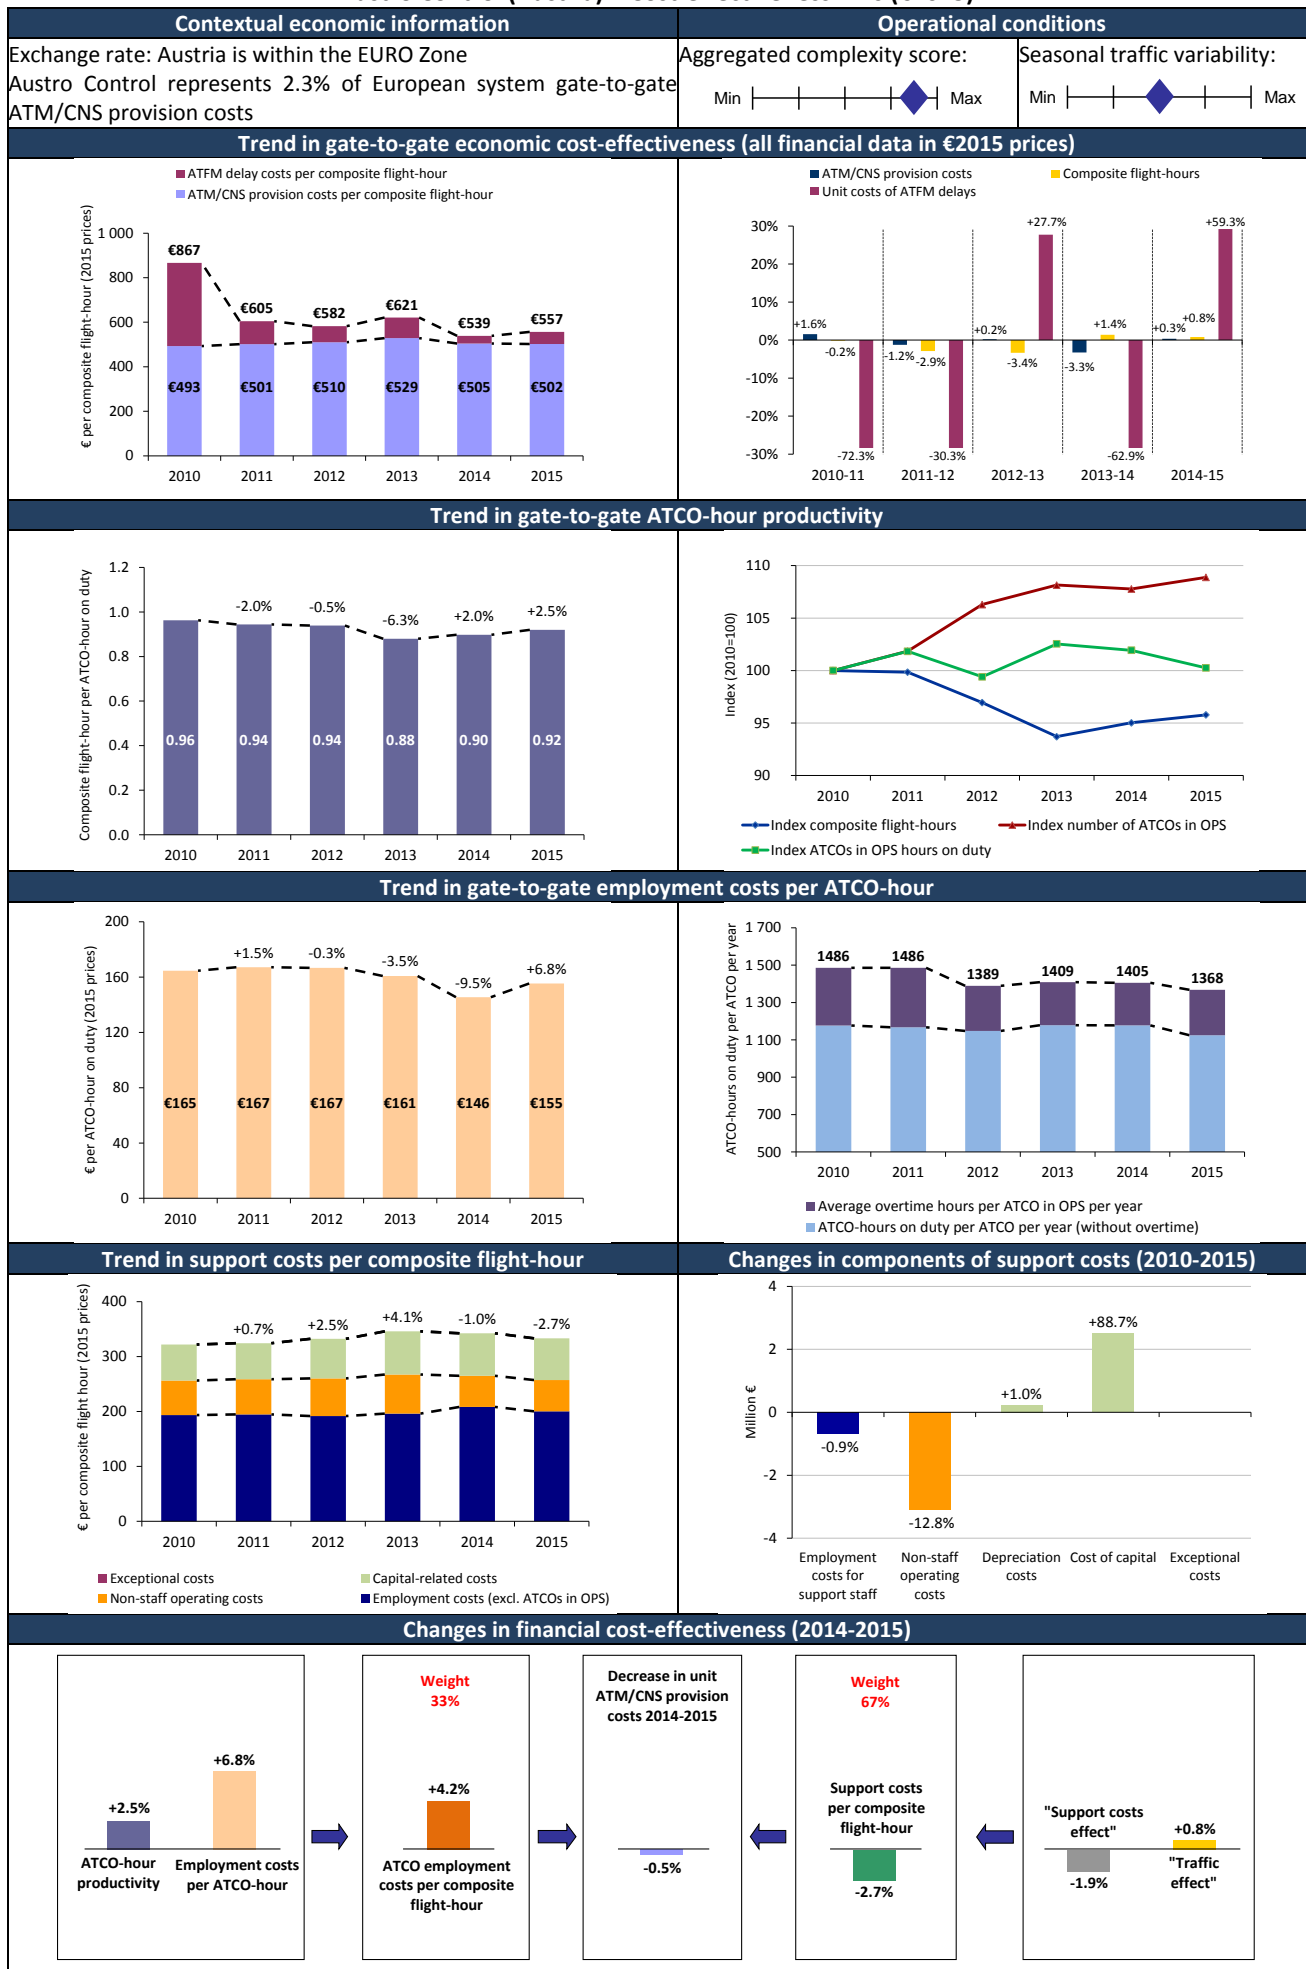 Contextual economic information
Operational conditions
Exchange rate: Austria is within the EURO Zone
Austro Control represents 2.3% of European system gate-to-gate
ATM/CNS provision costs
Aggregated complexity score:
Min
Max
Seasonal traffic variability:
Min
Max
Trend in gate-to-gate economic cost-effectiveness (all financial data in €2015 prices)
ATFM delay costs per composite flight-hour
ATM/CNS provision costs per composite flight-hour
€ per composite flight-hour (2015 prices)
1 000
800
600
400
200
0
€867
€605
€582
€621
€539
€557
€493
€501
€510
€529
€505
€502
2010
2011
2012
2013
2014
2015
ATM/CNS provision costs
Composite flight-hours
Unit costs of ATFM delays
30%
20%
10%
0%
-10%
-20%
-30%
+1.6%
-0.2%
-72.3%
-1.2%
-2.9%
-30.3%
+0.2%
-3.4%
+27.7%
-3.3%
+1.4%
-62.9%
+0.3%
+0.8%
+59.3%
2010-11
2011-12
2012-13
2013-14
2014-15
Trend in gate-to-gate ATCO-hour productivity
Composite flight-hour per ATCO-hour on duty
1.2
1.0
0.8
0.6
0.4
0.2
0.0
-2.0%
-0.5%
-6.3%
+2.0%
+2.5%
0.96
0.94
0.94
0.88
0.90
0.92
2010
2011
2012
2013
2014
2015
Index (2010=100)
110
105
100
95
90
2010
2011
2012
2013
2014
2015
Index composite flight-hours
Index number of ATCOs in OPS
Index ATCOs in OPS hours on duty
Trend in gate-to-gate employment costs per ATCO-hour
€ per ATCO-hour on duty (2015 prices)
200
160
120
80
40
0
+1.5%
-0.3%
-3.5%
-9.5%
+6.8%
€165
€167
€167
€161
€146
€155
2010
2011
2012
2013
2014
2015
ATCO-hours on duty per ATCO per year
1 700
1 500
1 300
1 100
900
700
500
1486
1486
1389
1409
1405
1368
2010
2011
2012
2013
2014
2015
Average overtime hours per ATCO in OPS per year
ATCO-hours on duty per ATCO per year (without overtime)
Trend in support costs per composite flight-hour
Changes in components of support costs (2010-2015)
€ per composite flight hour (2015 prices)
400
300
200
100
0
+0.7%
+2.5%
+4.1%
-1.0%
-2.7%
2010
2011
2012
2013
2014
2015
Exceptional costs
Capital-related costs
Non-staff operating costs
Employment costs (excl. ATCOs in OPS)
Million €
4
2
0
-2
-4
-0.9%
-12.8%
+1.0%
+88.7%
Employment
costs for
support staff
Non-staff
operating
costs
Depreciation
costs
Cost of capital
Exceptional
costs
Changes in financial cost-effectiveness (2014-2015)
+2.5%
+6.8%
ATCO-hour
productivity
Employment costs
per ATCO-hour
Weight
33%
+4.2%
ATCO employment
costs per composite
flight-hour
Decrease in unit
ATM/CNS provision
costs 2014-2015
-0.5%
Weight
67%
Support costs
per composite
flight-hour
-2.7%
"Support costs
effect"
-1.9%
+0.8%
"Traffic
effect"